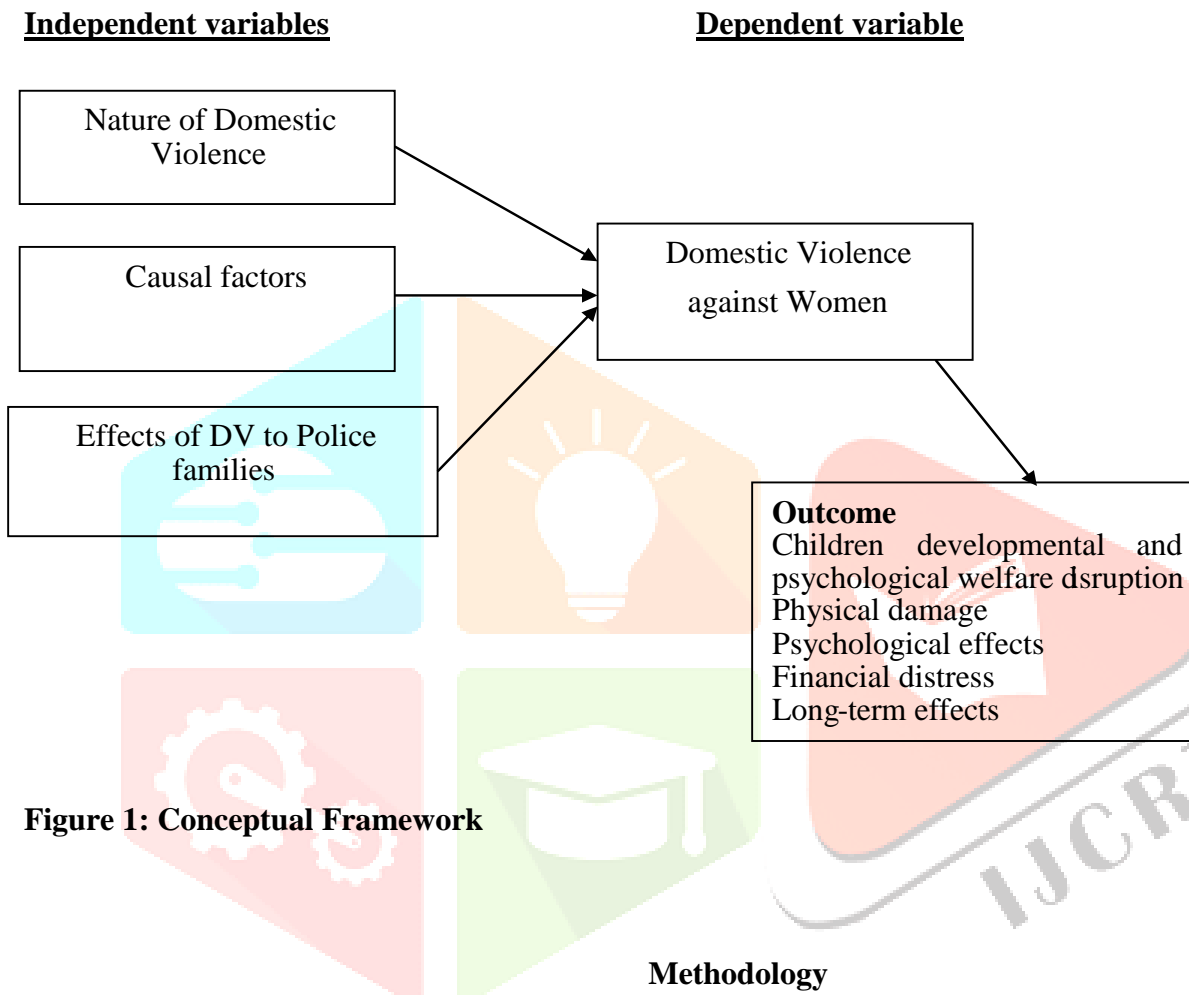 Independent variables
Dependent variable
Nature of Domestic
Violence
Causal factors
Effects of DV to Police
families
Domestic Violence
against Women
Outcome
Children developmental and
psychological welfare dsruption
Physical damage
Psychological effects
Financial distress
Long-term effects
Figure 1: Conceptual Framework
IJCR
Methodology